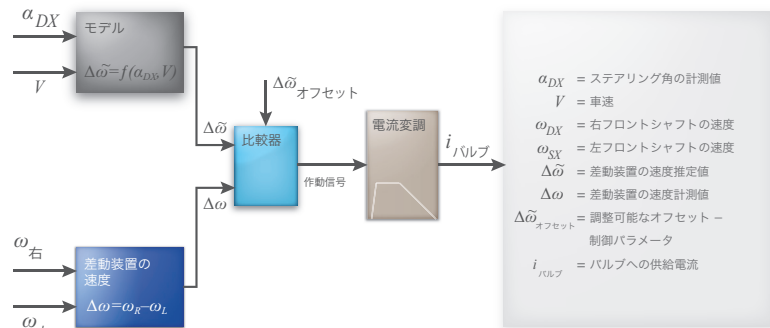 α_DX
V
モデル
Δω̃=f(α_DX, V)
Δω̃オフセット
Δω̃
比較器
Δω
作動信号
電流変調
i_バルブ
ω右
差動装置の
速度
Δω=ω_R−ω_L
α_DX = ステアリング角の計測値
V = 車速
ω_DX = 右フロントシャフトの速度
ω_SX = 左フロントシャフトの速度
Δω̃ = 差動装置の速度推定値
Δω = 差動装置の速度計測値
Δω̃オフセット = 調整可能なオフセット −
制御パラメータ
i_バルブ = バルブへの供給電流